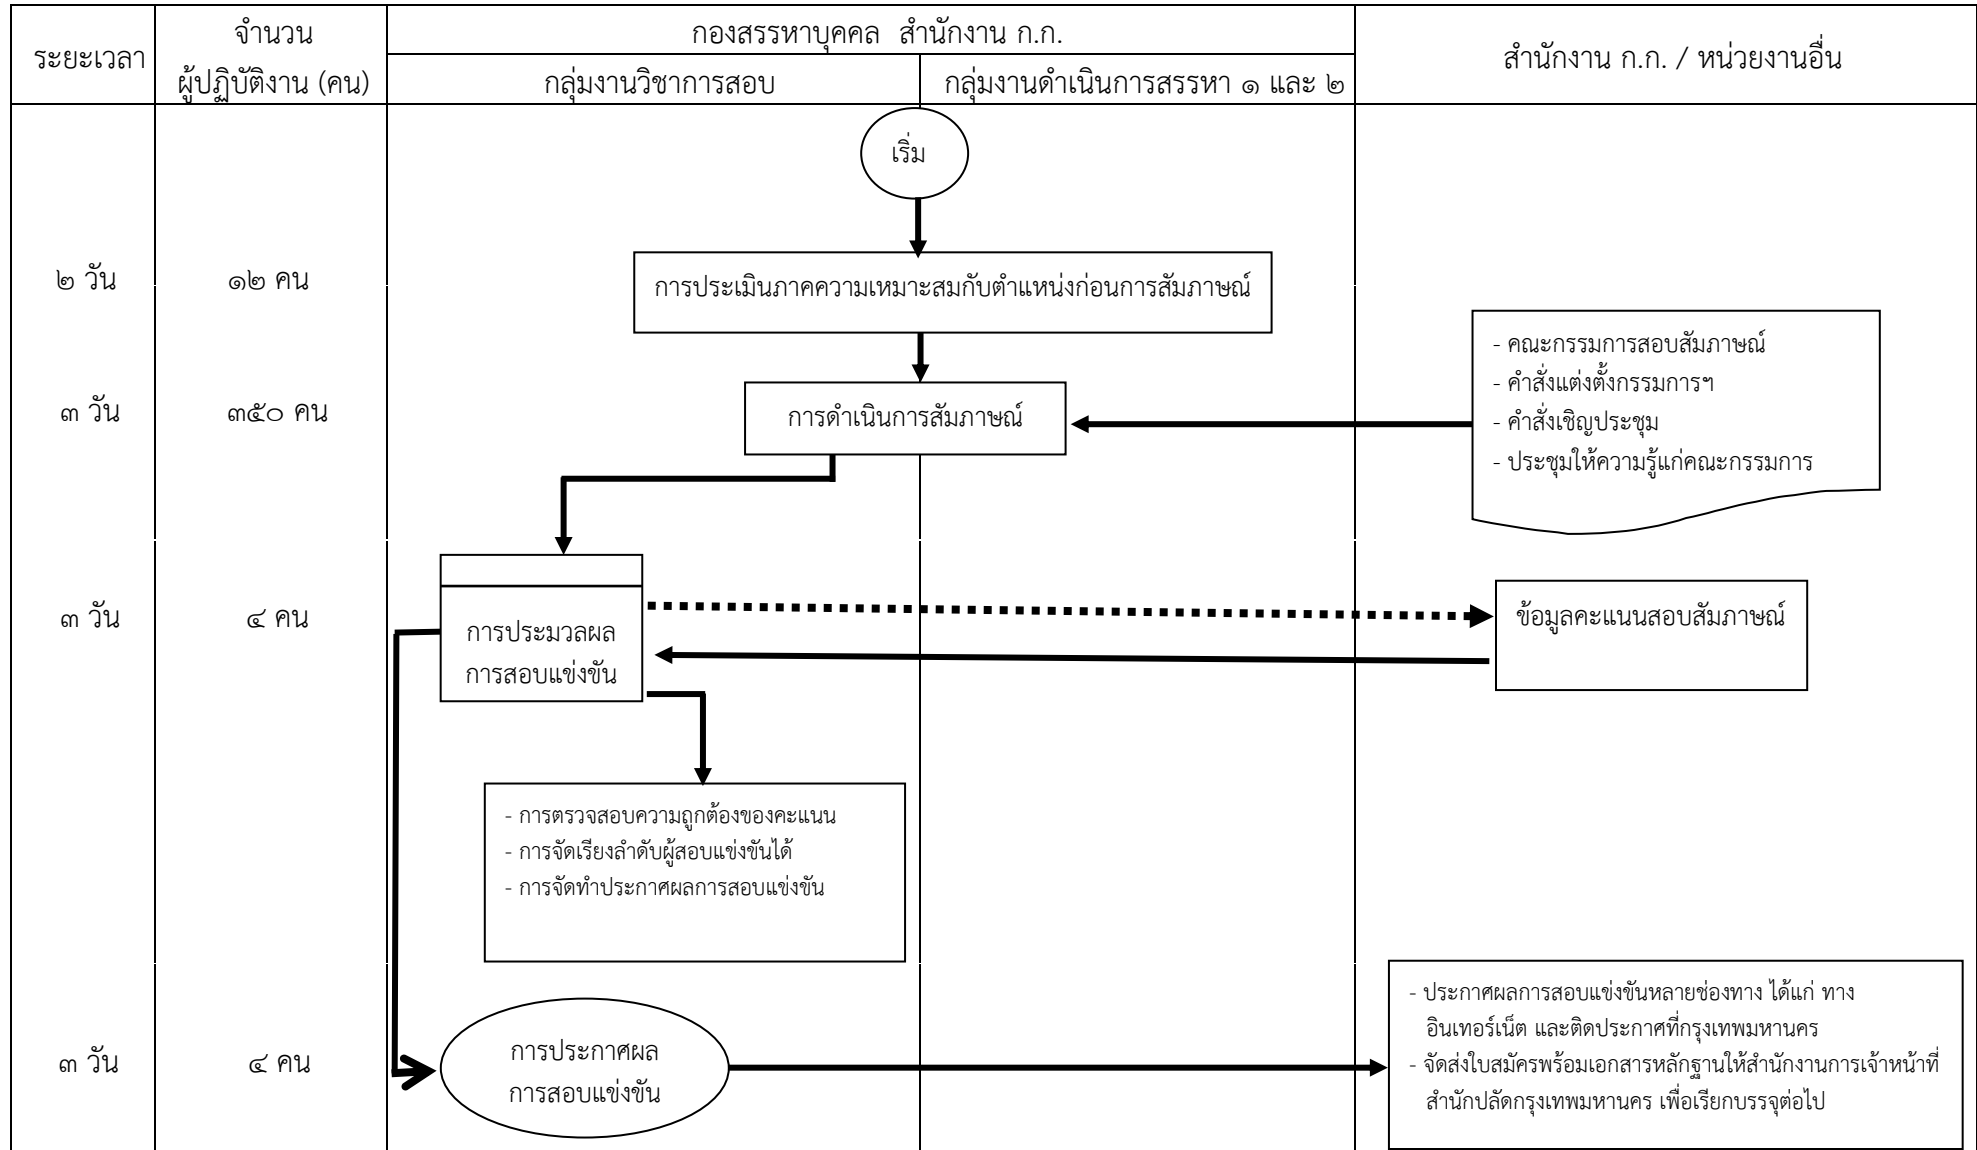 ระยะเวลา
จำนวน
ผู้ปฏิบัติงาน (คน)
กองสรรหาบุคคล สำนักงาน ก.ก.
กลุ่มงานวิชาการสอบ
กลุ่มงานดำเนินการสรรหา ๑ และ ๒
สำนักงาน ก.ก. / หน่วยงานอื่น
เริ่ม
๒ วัน
๑๒ คน
การประเมินภาคความเหมาะสมกับตำแหน่งก่อนการสัมภาษณ์
๓ วัน
๓๕๐ คน
การดำเนินการสัมภาษณ์
- คณะกรรมการสอบสัมภาษณ์
- คำสั่งแต่งตั้งกรรมการฯ
- คำสั่งเชิญประชุม
- ประชุมให้ความรู้แก่คณะกรรมการ
๓ วัน
๔ คน
การประมวลผล
การสอบแข่งขัน
ข้อมูลคะแนนสอบสัมภาษณ์
- การตรวจสอบความถูกต้องของคะแนน
- การจัดเรียงลำดับผู้สอบแข่งขันได้
- การจัดทำประกาศผลการสอบแข่งขัน
๓ วัน
๔ คน
การประกาศผล
การสอบแข่งขัน
- ประกาศผลการสอบแข่งขันหลายช่องทาง ได้แก่ ทาง
อินเทอร์เน็ต และติดประกาศที่กรุงเทพมหานคร
- จัดส่งใบสมัครพร้อมเอกสารหลักฐานให้สำนักงานการเจ้าหน้าที่
สำนักปลัดกรุงเทพมหานคร เพื่อเรียกบรรจุต่อไป